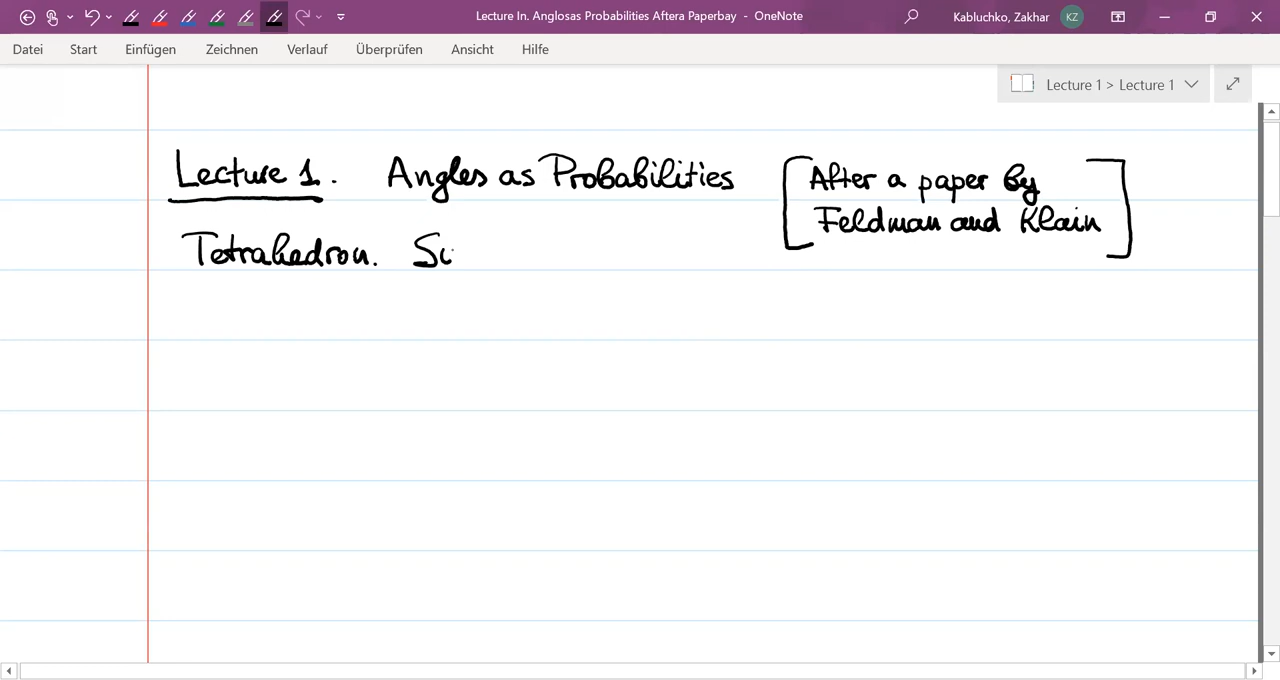 Lecture In. Anglosas Probabilities Aftera Paperbay - OneNote
Kabluchko, Zakhar
KZ
Datei Start Einfügen Zeichnen Verlauf Überprüfen Ansicht Hilfe
Lecture 1 > Lecture 1
Lecture 1. Angles as Probabilities [After a paper by
Feldman and Klain]
Tetrahedron. Si